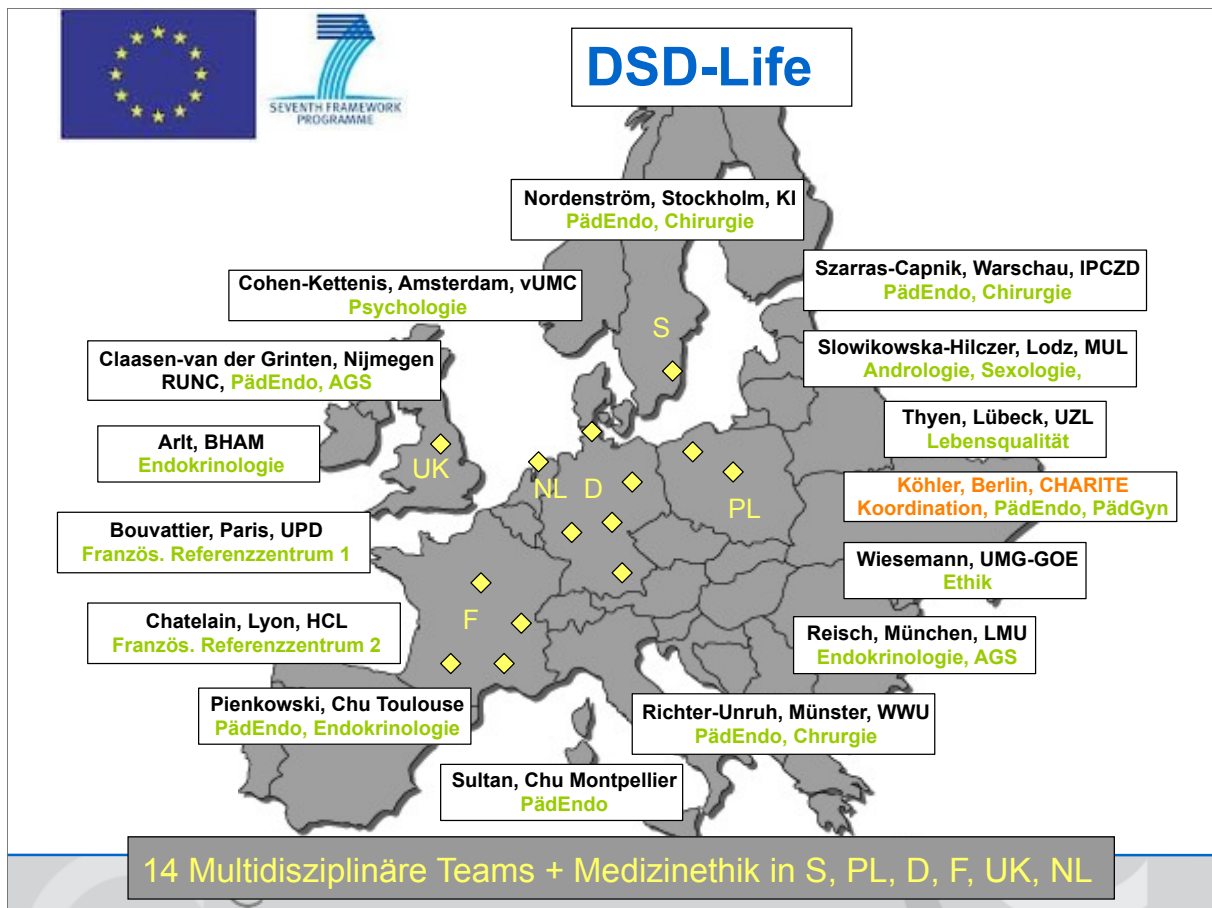 SEVENTH FRAMEWORK
PROGRAMME
DSD-Life
Nordenström, Stockholm, KI
PädEndo, Chirurgie
Cohen-Kettenis, Amsterdam, vUMC
Psychologie
Szarras-Capnik, Warschau, IPCZD
PädEndo, Chirurgie
Claasen-van der Grinten, Nijmegen
RUNC, PädEndo, AGS
Slowikowska-Hilczer, Lodz, MUL
Andrologie, Sexologie,
Arlt, BHAM
Endokrinologie
Thyen, Lübeck, UZL
Lebensqualität
Köhler, Berlin, CHARITE
Koordination, PädEndo, PädGyn
Bouvattier, Paris, UPD
Französ. Referenzzentrum 1
Wiesemann, UMG-GOE
Ethik
Chatelain, Lyon, HCL
Französ. Referenzzentrum 2
Reisch, München, LMU
Endokrinologie, AGS
Pienkowski, Chu Toulouse
PädEndo, Endokrinologie
Richter-Unruh, Münster, WWU
PädEndo, Chrurgie
Sultan, Chu Montpellier
PädEndo
S
UK
NL
D
PL
F
14 Multidisziplinäre Teams + Medizinethik in S, PL, D, F, UK, NL